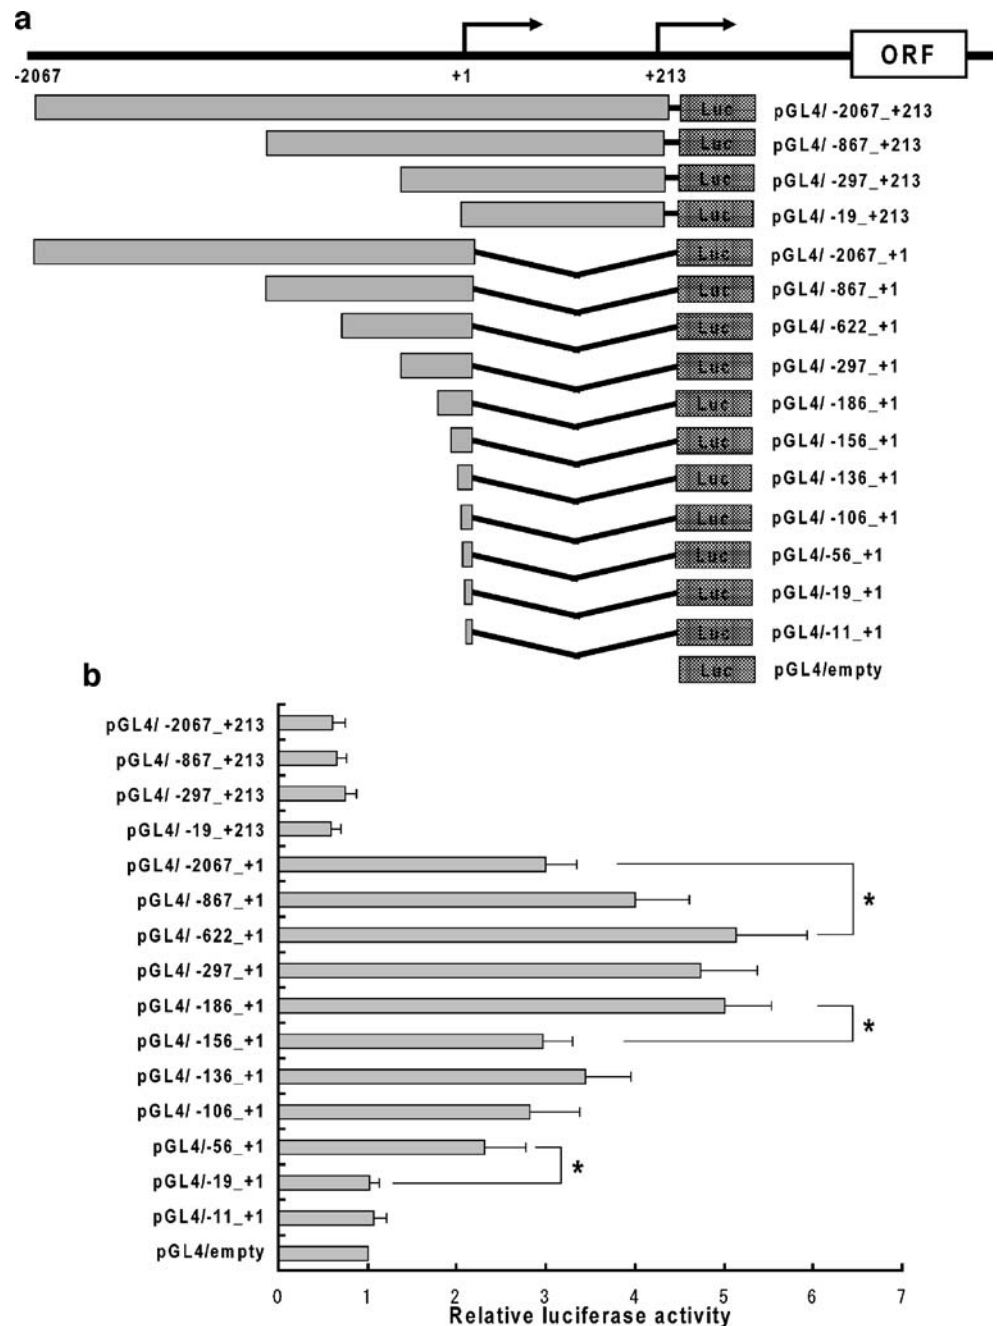 a
ORF
-2067 +1 +213
Luc pGL4/ -2067_+213
Luc pGL4/ -867_+213
Luc pGL4/ -297_+213
Luc pGL4/ -19_+213
Luc pGL4/ -2067_+1
Luc pGL4/ -867_+1
Luc pGL4/ -622_+1
Luc pGL4/ -297_+1
Luc pGL4/ -186_+1
Luc pGL4/ -156_+1
Luc pGL4/ -136_+1
Luc pGL4/ -106_+1
Luc pGL4/-56_+1
Luc pGL4/-19_+1
Luc pGL4/-11_+1
Luc pGL4/empty
b
pGL4/ -2067_+213
pGL4/ -867_+213
pGL4/ -297_+213
pGL4/ -19_+213
pGL4/ -2067_+1
pGL4/ -867_+1
*
pGL4/ -622_+1
pGL4/ -297_+1
pGL4/ -186_+1
*
pGL4/ -156_+1
pGL4/ -136_+1
pGL4/ -106_+1
pGL4/-56_+1
*
pGL4/-19_+1
pGL4/-11_+1
pGL4/empty
0 1 2 3 4 5 6 7
Relative luciferase activity